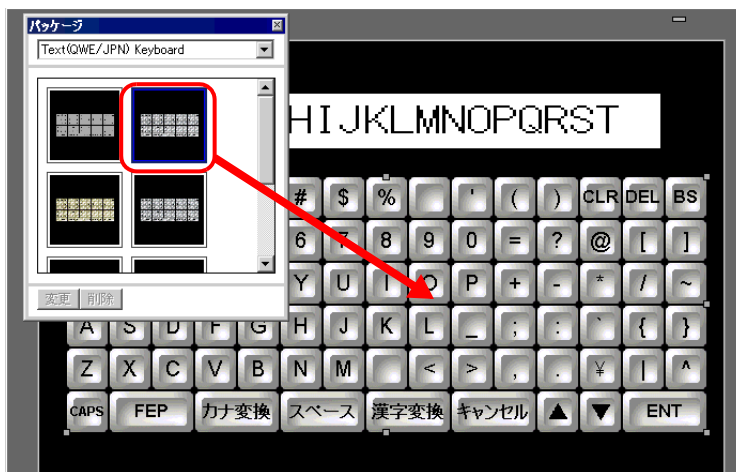 パッケージ
Text(QWE/JPN) Keyboard
変更 削除
HIJKLMNOPQRST
# $ % ' ( ) CLR DEL BS
6 7 8 9 0 = ? @ [ ]
Y U I O P + - * / ~
A S D F G H J K L _ ; : ` { }
Z X C V B N M < > , . ¥ | ^
CAPS FEP カナ変換 スペース 漢字変換 キャンセル ▲ ▼ ENT